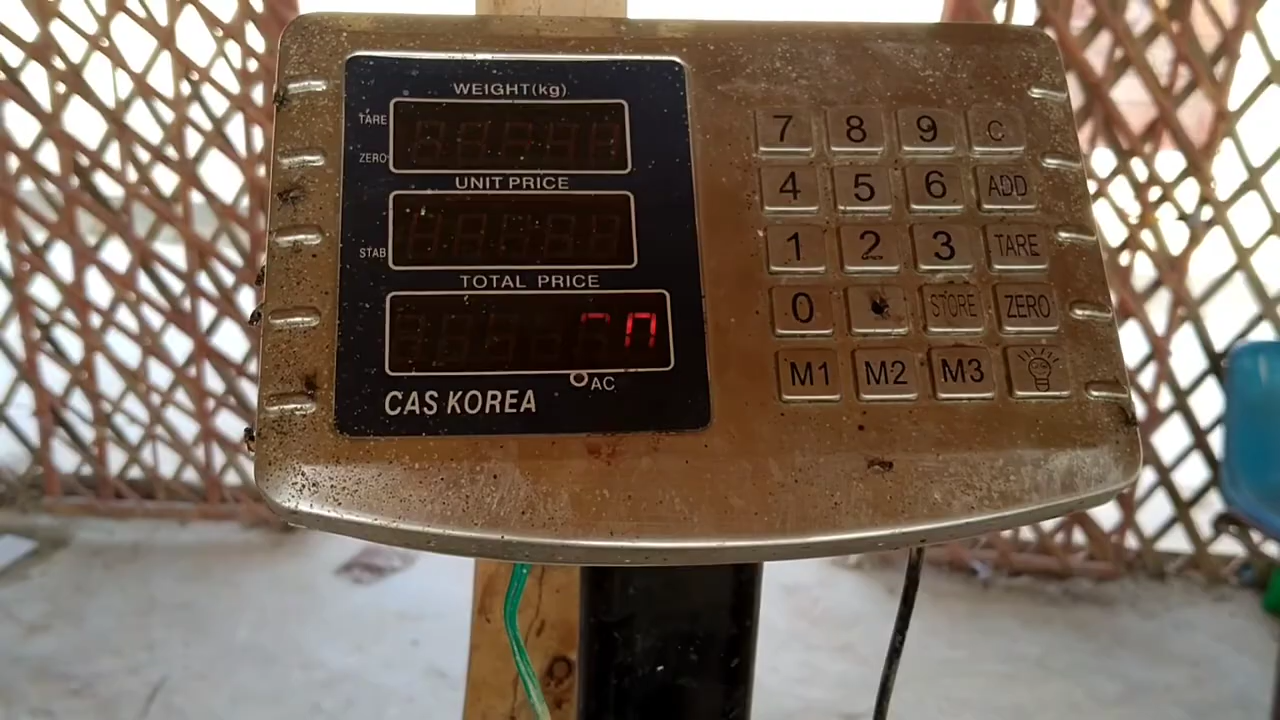 WEIGHT(kg)
TARE
ZERO
UNIT PRICE
STAB
TOTAL PRICE
AC
CAS KOREA
7 8 9 C
4 5 6 ADD
1 2 3 TARE
0 STORE ZERO
M1 M2 M3